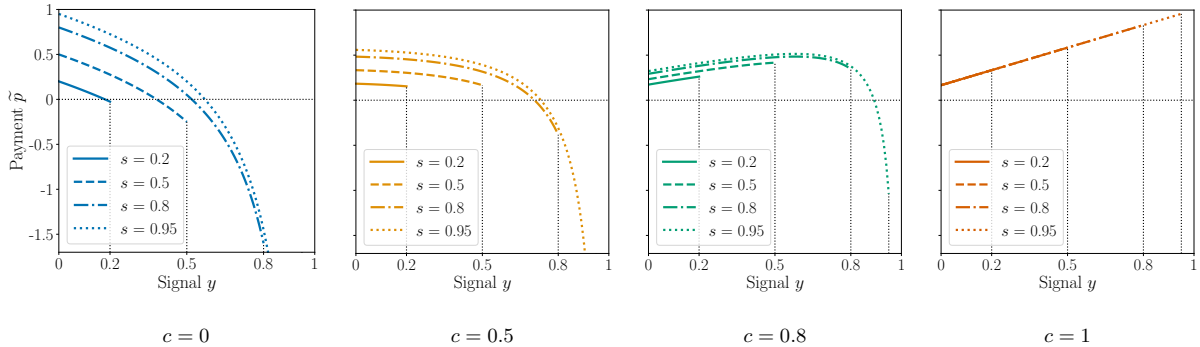 Payment p̃
1
0.5
0
-0.5
-1
-1.5
s = 0.2
s = 0.5
s = 0.8
s = 0.95
0 0.2 0.5 0.8 1
Signal y
c = 0
s = 0.2
s = 0.5
s = 0.8
s = 0.95
0 0.2 0.5 0.8 1
Signal y
c = 0.5
s = 0.2
s = 0.5
s = 0.8
s = 0.95
0 0.2 0.5 0.8 1
Signal y
c = 0.8
s = 0.2
s = 0.5
s = 0.8
s = 0.95
0 0.2 0.5 0.8 1
Signal y
c = 1